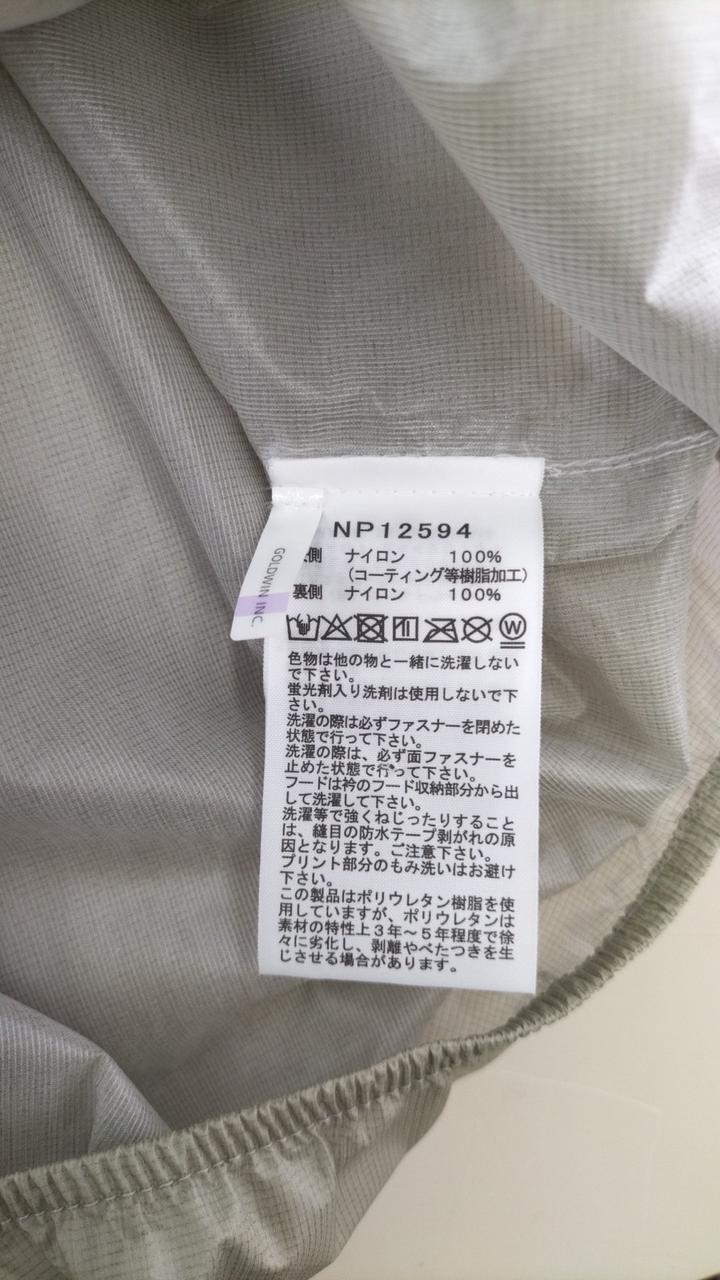 NP12594
側 ナイロン 100%
(コーティング等樹脂加工)
裏側 ナイロン 100%
GOLDWIN INC.
W
色物は他の物と一緒に洗濯しない
で下さい。
蛍光剤入り洗剤は使用しないで下
さい。
洗濯の際は必ずファスナーを閉めた
状態で行って下さい。
洗濯の際は、必ず面ファスナーを
止めた状態で行って下さい。
フードは衿のフード収納部分から出
して洗濯して下さい。
洗濯等で強くねじったりすること
は、縫目の防水テープ剥がれの原
因となります。ご注意下さい。
プリント部分のもみ洗いはお避け
下さい。
この製品はポリウレタン樹脂を使
用していますが、ポリウレタンは
素材の特性上3年〜5年程度で徐
々に劣化し、剥離やべたつきを生
じさせる場合があります。